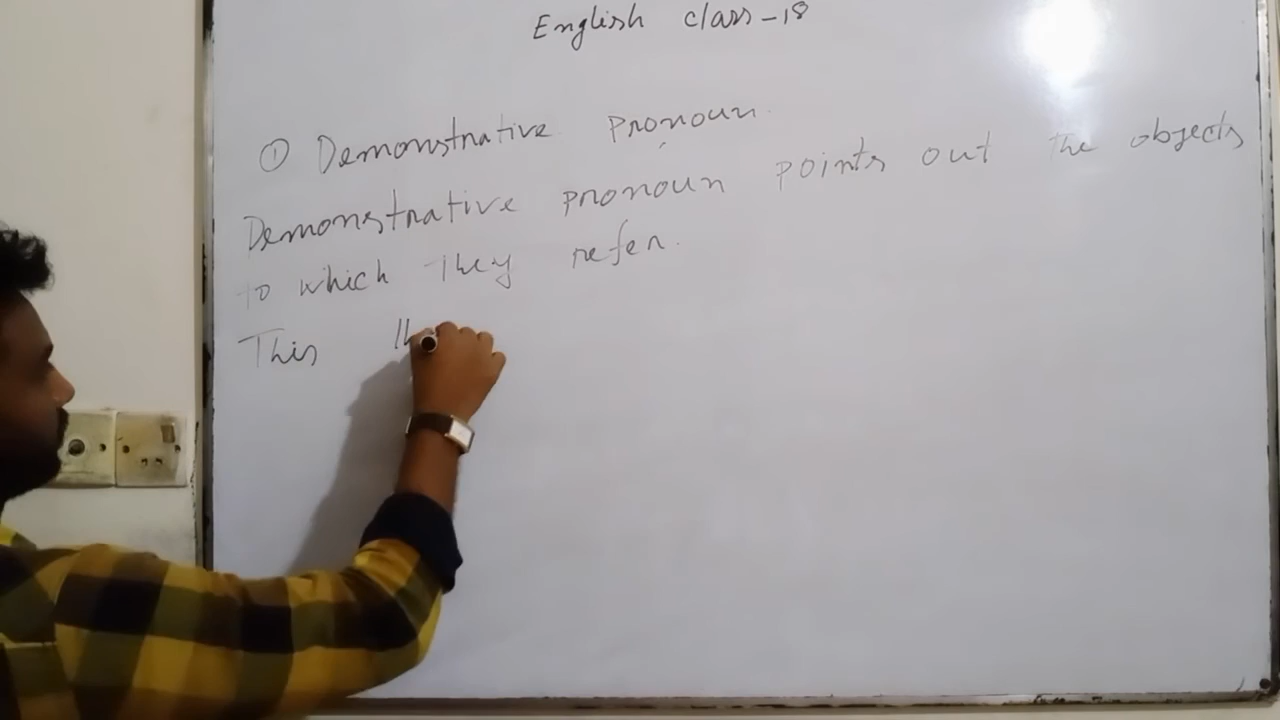 English class-18
① Demonstrative pronoun.
Demonstrative pronoun points out the objects
to which they refer.
This